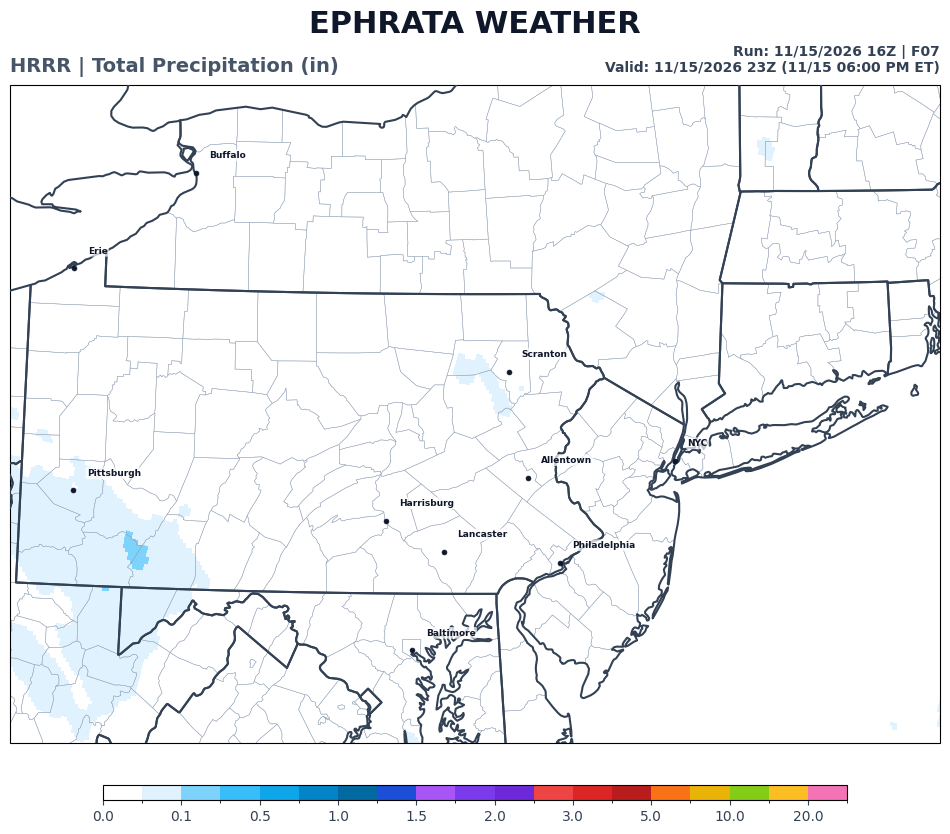 EPHRATA WEATHER
HRRR | Total Precipitation (in)
Run: 11/15/2026 16Z | F07
Valid: 11/15/2026 23Z (11/15 06:00 PM ET)
Buffalo
Erie
Scranton
NYC
Allentown
Pittsburgh
Harrisburg
Lancaster
Philadelphia
Baltimore
0.0 0.1 0.5 1.0 1.5 2.0 3.0 5.0 10.0 20.0